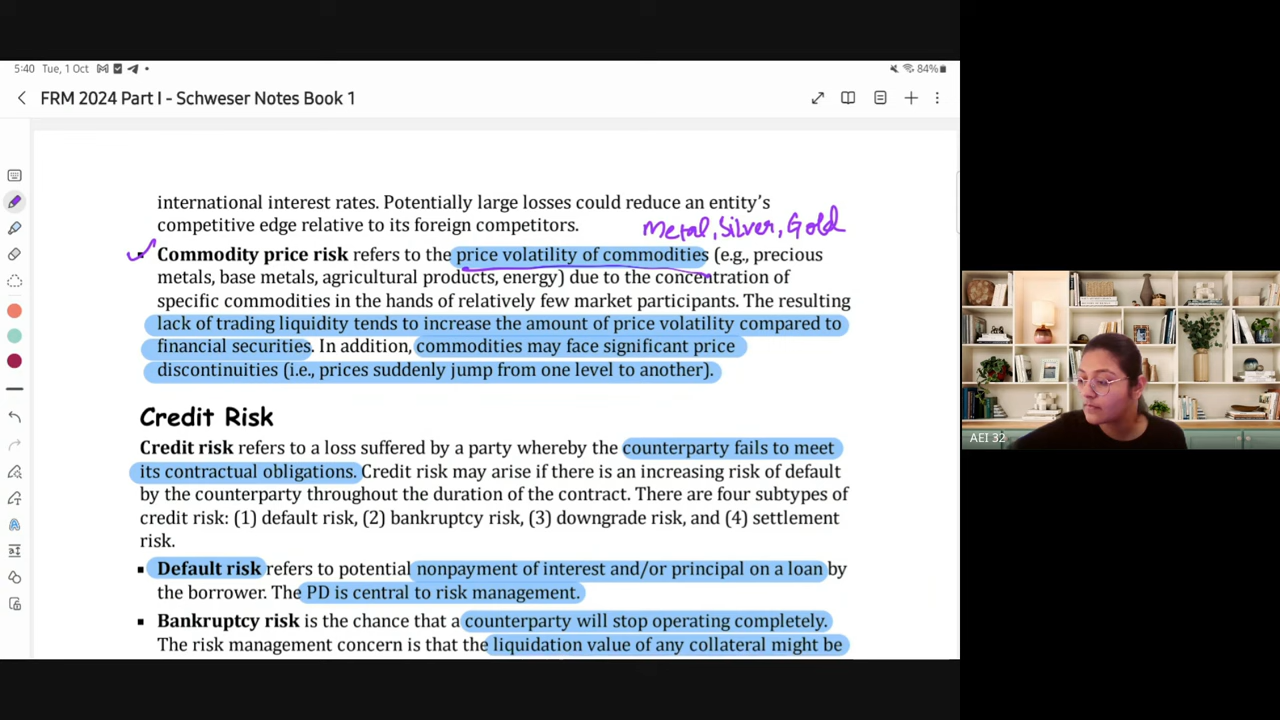 5:40 Tue, 1 Oct
84%
FRM 2024 Part I - Schweser Notes Book 1
international interest rates. Potentially large losses could reduce an entity's
competitive edge relative to its foreign competitors.
Metal, Silver, Gold
▪ Commodity price risk refers to the price volatility of commodities (e.g., precious
metals, base metals, agricultural products, energy) due to the concentration of
specific commodities in the hands of relatively few market participants. The resulting
lack of trading liquidity tends to increase the amount of price volatility compared to
financial securities. In addition, commodities may face significant price
discontinuities (i.e., prices suddenly jump from one level to another).
Credit Risk
Credit risk refers to a loss suffered by a party whereby the counterparty fails to meet
its contractual obligations. Credit risk may arise if there is an increasing risk of default
by the counterparty throughout the duration of the contract. There are four subtypes of
credit risk: (1) default risk, (2) bankruptcy risk, (3) downgrade risk, and (4) settlement
risk.
▪ Default risk refers to potential nonpayment of interest and/or principal on a loan by
the borrower. The PD is central to risk management.
▪ Bankruptcy risk is the chance that a counterparty will stop operating completely.
The risk management concern is that the liquidation value of any collateral might be
AEI 32